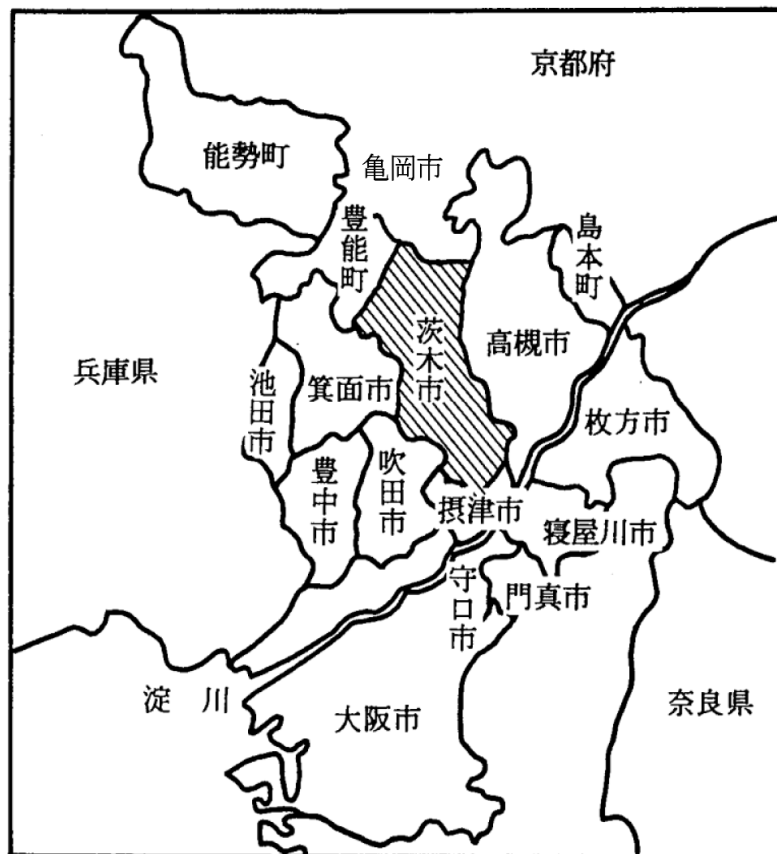 京都府
能勢町
亀岡市
豊能町
島本町
茨木市
高槻市
兵庫県
池田市
箕面市
枚方市
豊中市
吹田市
摂津市
寝屋川市
守口市
門真市
淀川
大阪市
奈良県